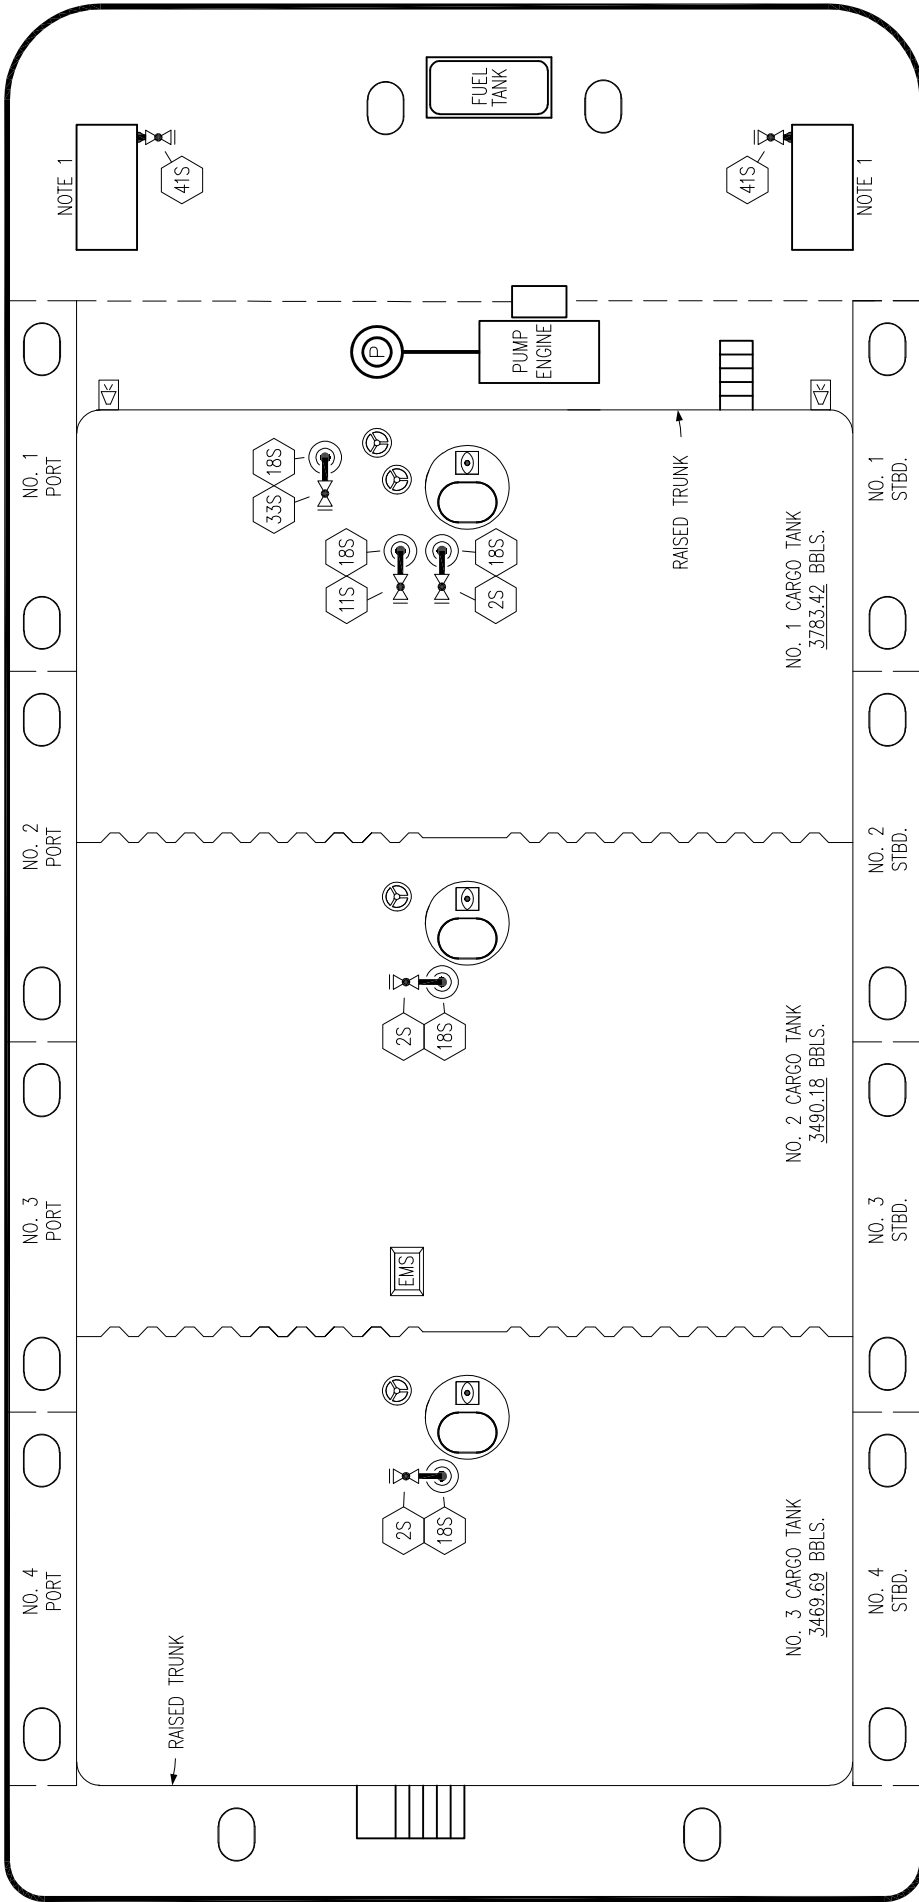 FUEL
TANK
NOTE 1
41S
41S
NOTE 1
P
PUMP
ENGINE
NO. 1
PORT
33S
18S
11S
18S
2S
18S
RAISED TRUNK
NO. 1 CARGO TANK
3783.42 BBLS.
NO. 1
STBD.
NO. 2
PORT
2S
18S
NO. 2 CARGO TANK
3490.18 BBLS.
NO. 2
STBD.
NO. 3
PORT
EMS
NO. 3
STBD.
2S
18S
NO. 3 CARGO TANK
3469.69 BBLS.
NO. 4
PORT
NO. 4
STBD.
RAISED TRUNK